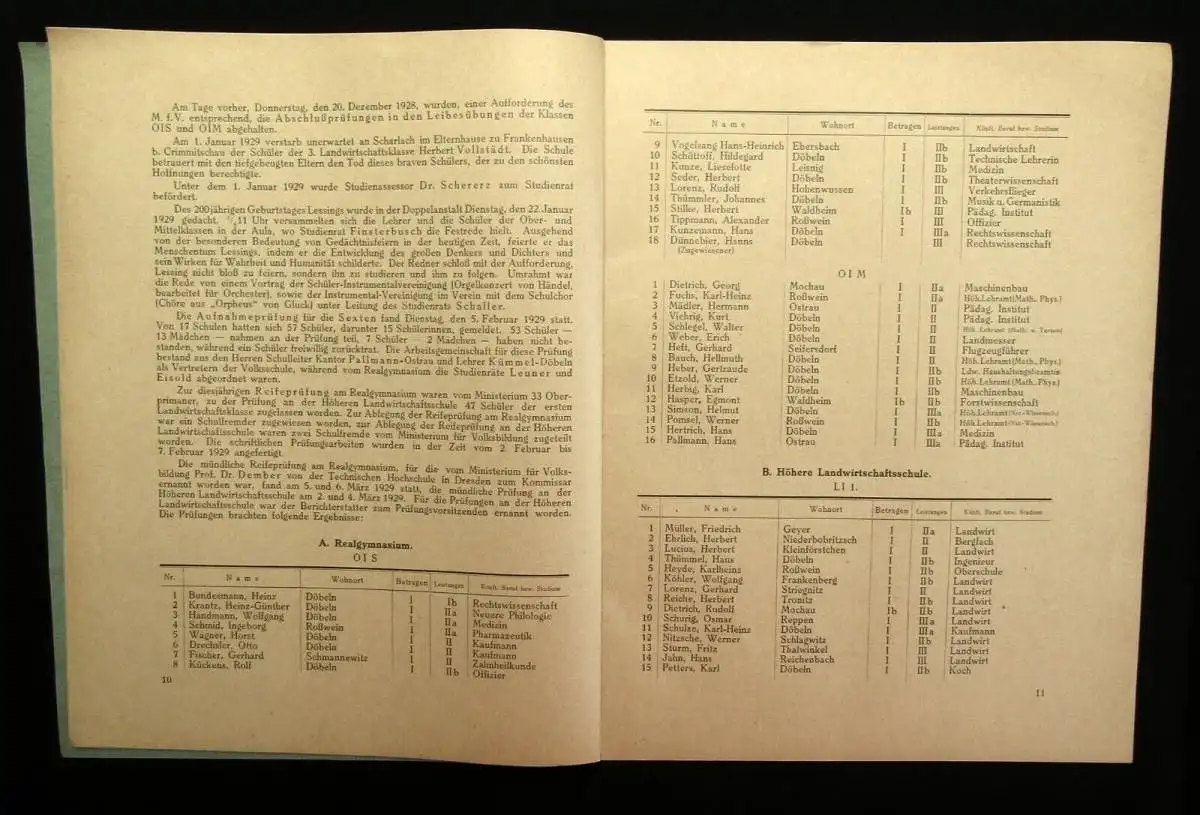 Am Tage vorher, Donnerstag, den 20. Dezember 1928, wurden, einer Aufforderung des
M. f. V. entsprechend, die Abschlußprüfungen in den Leibesübungen der Klassen
OIS und OIM abgehalten.
Am 1. Januar 1929 verstarb unerwartet an Scharlach im Elternhause zu Frankenhausen
b. Crimmitschau der Schüler der 3. Landwirtschaftsklasse Herbert Vollstädt. Die Schule
betrauert mit den tiefgebeugten Eltern den Tod dieses braven Schülers, der zu den schönsten
Hoffnungen berechtigte.
Unter dem 1. Januar 1929 wurde Studienassessor Dr. Schererz zum Studienrat
befördert.
Des 200jährigen Geburtstages Lessings wurde in der Doppelanstalt Dienstag, den 22. Januar
1929 gedacht. 11 Uhr versammelten sich die Lehrer und die Schüler der Ober- und
Mittelklassen in der Aula, wo Studienrat Finsterbusch die Festrede hielt. Ausgehend
von der besonderen Bedeutung von Gedächtnisfeiern in der heutigen Zeit, feierte er das
Menschentum Lessings, indem er die Entwicklung des großen Denkers und Dichters und
sein Wirken für Wahrheit und Humanität schilderte. Der Redner schloß mit der Aufforderung,
Lessing nicht bloß zu feiern, sondern ihn zu studieren und ihm zu folgen. Umrahmt war
die Rede von einem Vortrag der Schüler-Instrumentalvereinigung (Orgelkonzert von Händel,
bearbeitet für Orchester), sowie der Instrumental-Vereinigung im Verein mit dem Schulchor
(Chöre aus „Orpheus" von Gluck) unter Leitung des Studienrats Schaller.
Die Aufnahmeprüfung für die Sexten fand Dienstag, den 5. Februar 1929 statt.
Von 17 Schulen hatten sich 57 Schüler, darunter 15 Schülerinnen, gemeldet. 53 Schüler —
13 Mädchen — nahmen an der Prüfung teil, 7 Schüler — 2 Mädchen — haben nicht be-
standen, während ein Schüler freiwillig zurücktrat. Die Arbeitsgemeinschaft für diese Prüfung
bestand aus den Herren Schulleiter Kantor Pallmann-Ostrau und Lehrer Kümmel-Döbeln
als Vertretern der Volksschule, während vom Realgymnasium die Studienräte Leuner und
Eisold abgeordnet waren.
Zur diesjährigen Reifeprüfung am Realgymnasium waren vom Ministerium 33 Ober-
primaner, zu der Prüfung an der Höheren Landwirtschaftsschule 47 Schüler der ersten
Landwirtschaftsklasse zugelassen worden. Zur Ablegung der Reifeprüfung am Realgymnasium
war ein Schulfremder zugewiesen worden, zur Ablegung der Reifeprüfung an der Höheren
Landwirtschaftsschule waren zwei Schalfremde vom Ministerium für Volksbildung zugeteilt
worden. Die schriftlichen Prüfungsarbeiten wurden in der Zeit vom 2. Februar bis
7. Februar 1929 angefertigt.
Die mündliche Reifeprüfung am Realgymnasium, für die vom Ministerium für Volks-
bildung Prof. Dr. Dember von der Technischen Hochschule in Dresden zum Kommissar
ernannt worden war, fand am 5. und 6. März 1929 statt, die mündliche Prüfung an der
Höheren Landwirtschaftsschule am 2. und 4. März 1929. Für die Prüfungen an der Höheren
Landwirtschaftsschule war der Berichterstatter zum Prüfungsvorsitzenden ernannt worden.
Die Prüfungen brachten folgende Ergebnisse:
A. Realgymnasium.
OIS
Nr. Name Wohnort Betragen Leistungen Künft. Beruf bzw. Studium
1 Bundesmann, Heinz Döbeln I Ib Rechtswissenschaft
2 Krantz, Heinz-Günther Döbeln I IIa Neuere Philologie
3 Handmann, Wolfgang Döbeln I IIa Medizin
4 Schmid, Ingeborg Roßwein I IIa Pharmazeutik
5 Wagner, Horst Döbeln I II Kaufmann
6 Drechsler, Otto Döbeln I II Kaufmann
7 Fischer, Gerhard Schmannewitz I II Zahnheilkunde
8 Kückens, Rolf Döbeln I IIb Offizier
10
Nr. Name Wohnort Betragen Leistungen Künft. Beruf bzw. Studium
9 Vogelsang Hans-Heinrich Ebersbach I IIb Landwirtschaft
10 Schüttoff, Hildegard Döbeln I IIb Technische Lehrerin
11 Kunze, Lieselotte Leisnig I IIb Medizin
12 Seder, Herbert Döbeln I IIb Theaterwissenschaft
13 Lorenz, Rudolf Hohenwussen I III Verkehrsflieger
14 Thümmler, Johannes Döbeln I IIb Musik u. Germanistik
15 Stilke, Herbert Waldheim Ib III Pädag. Institut
16 Tippmann, Alexander Roßwein I III Offizier
17 Kunzemann, Hans Döbeln I IIIa Rechtswissenschaft
18 Dünnebier, Hanns Döbeln III Rechtswissenschaft
(Zugewiesener)
OIM
1 Dietrich, Georg Mochau I IIa Maschinenbau
2 Fuchs, Karl-Heinz Roßwein I IIa Höh. Lehramt (Math., Phys.)
3 Mädler, Hermann Ostrau I II Pädag. Institut
4 Viehrig, Kurt Döbeln I II Pädag. Institut
5 Schlegel, Walter Döbeln I II Höh. Lehramt (Math. u. Turnen)
6 Weber, Erich Döbeln I II Landmesser
7 Heft, Gerhard Seifersdorf I II Flugzeugführer
8 Bauch, Hellmuth Döbeln I II Höh. Lehramt (Math., Phys.)
9 Heber, Gertraude Döbeln I IIb Ldw. Haushaltungsbeamtin
10 Etzold, Werner Döbeln I IIb Höh. Lehramt (Math., Phys.)
11 Herbig, Karl Döbeln I IIb Maschinenbau
12 Hasper, Egmont Waldheim Ib IIb Forstwissenschaft
13 Simson, Helmut Döbeln I IIIa Höh. Lehramt
14 Pomsel, Werner Roßwein I IIb Höh. Lehramt
15 Hertrich, Hans Döbeln I IIIa Medizin
16 Pallmann, Hans Ostrau I IIIa Pädag. Institut
B. Höhere Landwirtschaftsschule.
LI 1.
Nr. Name Wohnort Betragen Leistungen Künft. Beruf bzw. Studium
1 Müller, Friedrich Geyer I IIa Landwirt
2 Ehrlich, Herbert Niederbobritzsch I II Bergfach
3 Lucius, Herbert Kleinförstchen I II Landwirt
4 Thümmel, Hans Döbeln I IIb Ingenieur
5 Heyde, Karlheinz Roßwein I IIb Oberschule
6 Köhler, Wolfgang Frankenberg I IIb Landwirt
7 Lorenz, Gerhard Striegnitz I II Landwirt
8 Reiche, Herbert Tronitz I IIb Landwirt
9 Dietrich, Rudolf Mochau Ib IIb Landwirt
10 Schurig, Osmar Reppen I IIIa Landwirt
11 Schulze, Karl-Heinz Döbeln I IIIa Kaufmann
12 Nitzsche, Werner Schlagwitz I IIb Landwirt
13 Sturm, Fritz Thalwinkel I III Landwirt
14 Jahn, Hans Reichenbach I III Landwirt
15 Petters, Karl Döbeln I IIb Koch
11